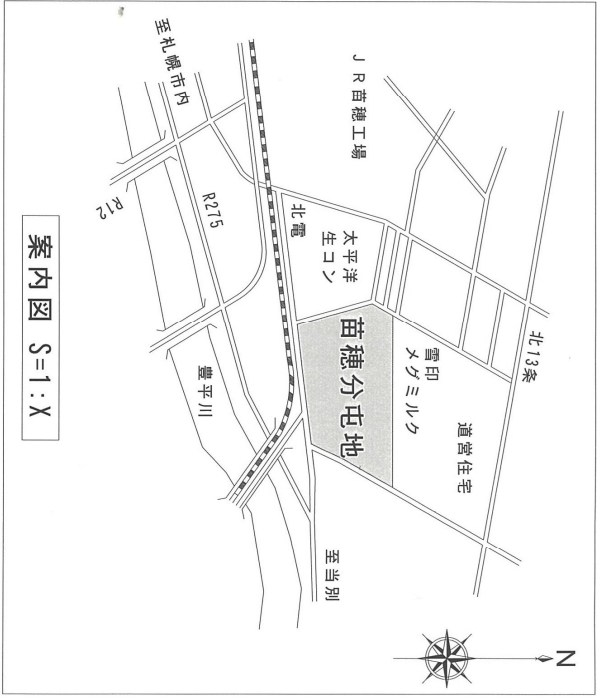 至札幌市内
JR苗穂工場
R12
R275
北電
太平洋
生コン
北13条
雪印
メグミルク
苗穂分屯地
道営住宅
豊平川
至当別
N
案内図 S=1:X